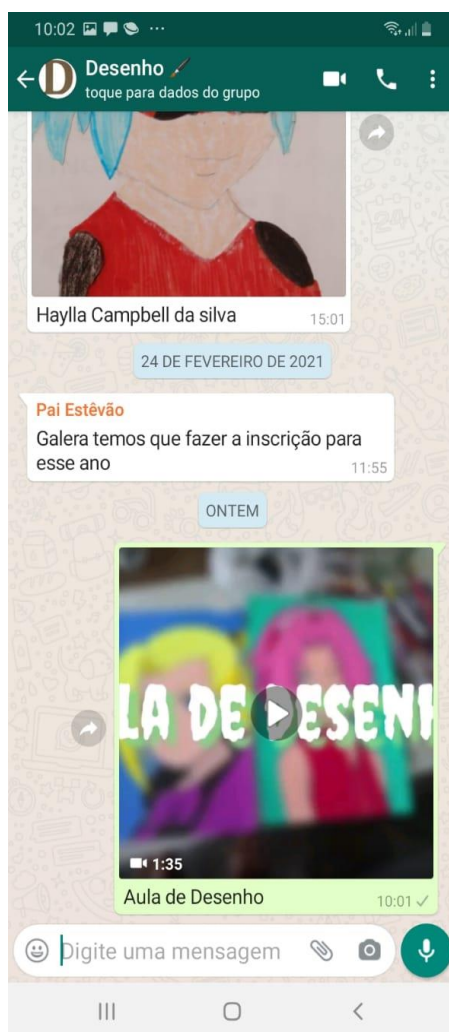 10:02
D
Desenho
toque para dados do grupo
Haylla Campbell da silva
15:01
24 DE FEVEREIRO DE 2021
Pai Estêvão
Galera temos que fazer a inscrição para
esse ano
11:55
ONTEM
LA DE DESENH
1:35
Aula de Desenho
10:01
Digite uma mensagem